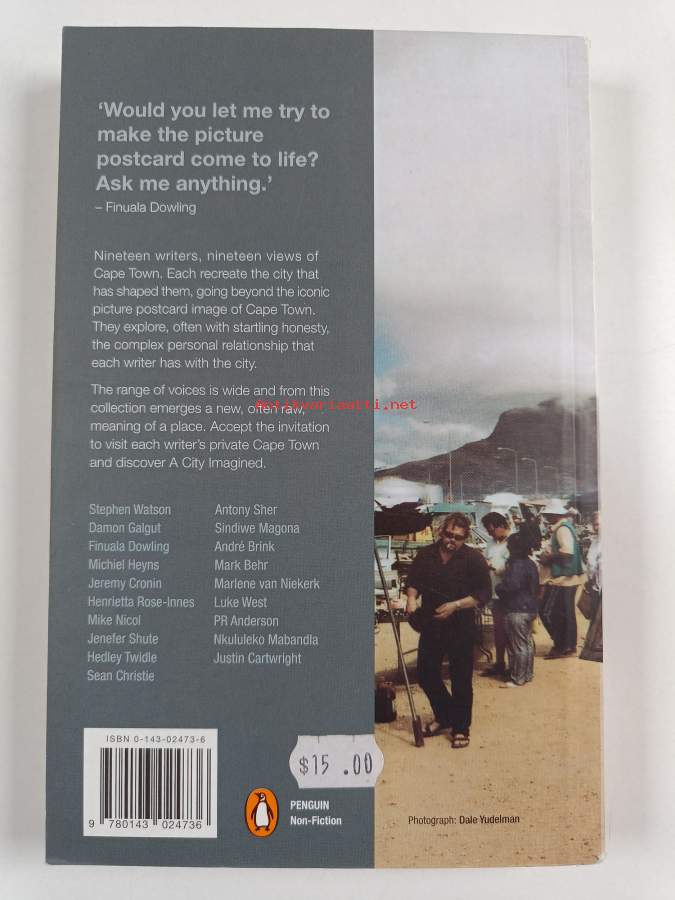 ‘Would you let me try to
make the picture
postcard come to life?
Ask me anything.’
– Finuala Dowling
Nineteen writers, nineteen views of
Cape Town. Each recreate the city that
has shaped them, going beyond the iconic
picture postcard image of Cape Town.
They explore, often with startling honesty,
the complex personal relationship that
each writer has with the city.
The range of voices is wide and from this
collection emerges a new, often raw,
meaning of a place. Accept the invitation
to visit each writer’s private Cape Town
and discover A City Imagined.
Antikvariaatti.net
Stephen Watson
Damon Galgut
Finuala Dowling
Michiel Heyns
Jeremy Cronin
Henrietta Rose-Innes
Mike Nicol
Jenefer Shute
Hedley Twidle
Sean Christie
Antony Sher
Sindiwe Magona
André Brink
Mark Behr
Marlene van Niekerk
Luke West
PR Anderson
Nkululeko Mabandla
Justin Cartwright
ISBN 0-143-02473-6
9 780143 024736
$15.00
PENGUIN
Non-Fiction
Photograph: Dale Yudelman